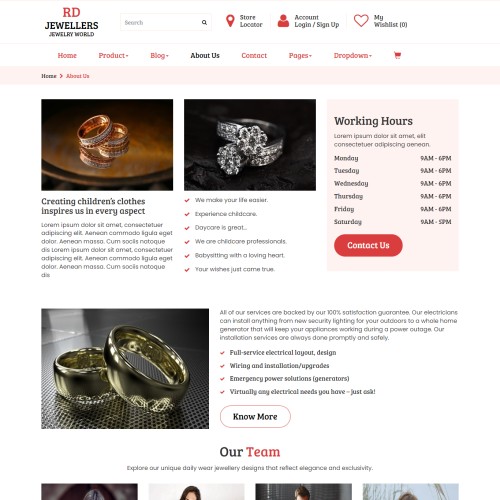 RD
JEWELLERS
JEWELRY WORLD
Search
Store
Locator
Account
Login / Sign Up
My
Wishlist (0)
Home
Product
Blog
About Us
Contact
Pages
Dropdown
Home
About Us
Creating children's clothes
inspires us in every aspect
Lorem ipsum dolor sit amet, consectetuer
adipiscing elit. Aenean commodo ligula eget
dolor. Aenean massa. Cum sociis natoque
dis Lorem ipsum dolor sit amet, consectetuer
adipiscing elit. Aenean commodo ligula eget
dolor. Aenean massa. Cum sociis natoque
dis
We make your life easier.
Experience childcare.
Daycare is great...
We are childcare professionals.
Babysitting with a loving heart.
Your wishes just come true.
Working Hours
Lorem ipsum dolor sit amet, elit
consectetuer adipiscing aenean.
Monday 9AM - 6PM
Tuesday 9AM - 6PM
Wednesday 9AM - 6PM
Thursday 9AM - 6PM
Friday 9AM - 6PM
Saturday 9AM - 5PM
Contact Us
All of our services are backed by our 100% satisfaction guarantee. Our electricians
can install anything from new security lighting for your outdoors to a whole home
generator that will keep your appliances working during a power outage. Our
installation services are always done promptly and safely.
Full-service electrical layout, design
Wiring and installation/upgrades
Emergency power solutions (generators)
Virtually any electrical needs you have – just ask!
Know More
Our Team
Explore our unique daily wear jewellery designs that reflect elegance and exclusivity.